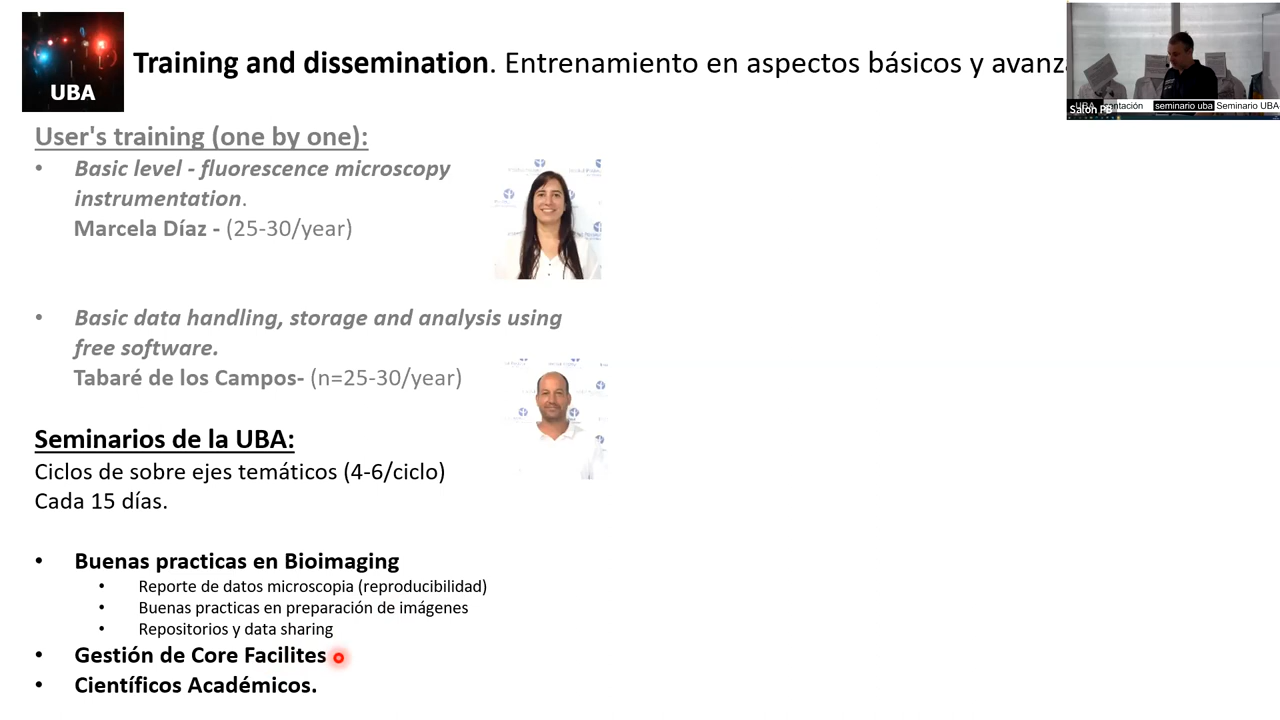 UBA
Training and dissemination. Entrenamiento en aspectos básicos y avanz
User's training (one by one):
• Basic level - fluorescence microscopy
instrumentation.
Marcela Díaz - (25-30/year)
• Basic data handling, storage and analysis using
free software.
Tabaré de los Campos- (n=25-30/year)
Seminarios de la UBA:
Ciclos de sobre ejes temáticos (4-6/ciclo)
Cada 15 días.
• Buenas practicas en Bioimaging
• Reporte de datos microscopia (reproducibilidad)
• Buenas practicas en preparación de imágenes
• Repositorios y data sharing
• Gestión de Core Facilites
• Científicos Académicos.
seminario uba Seminario UBA
Salon PB